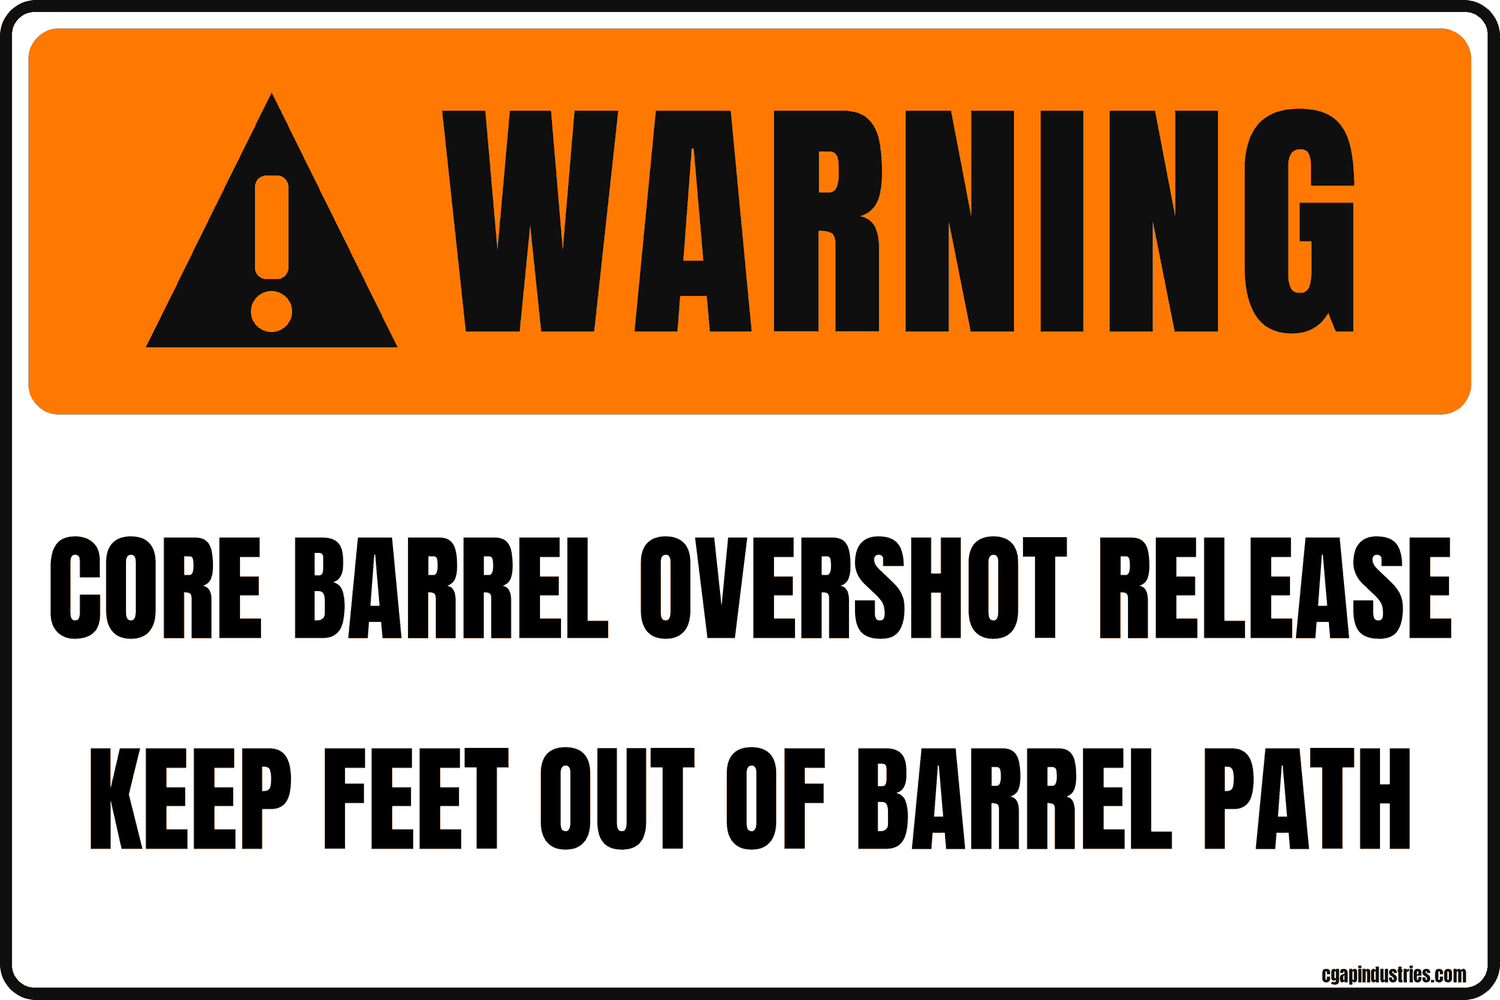 WARNING
CORE BARREL OVERSHOT RELEASE
KEEP FEET OUT OF BARREL PATH
cgapindustries.com